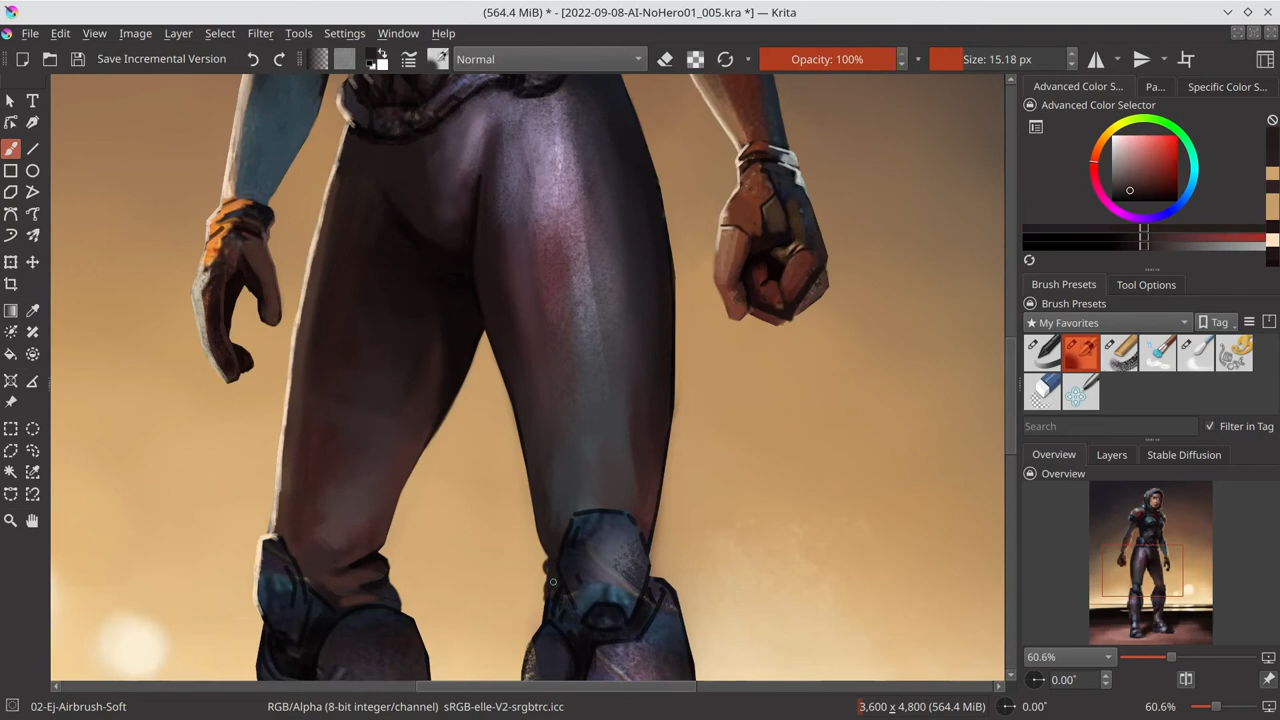 (564.4 MiB) * - [2022-09-08-AI-NoHero01_005.kra *] — Krita
File Edit View Image Layer Select Filter Tools Settings Window Help
Save Incremental Version Normal Opacity: 100% Size: 15.18 px
Advanced Color S... Pa... Specific Color S...
Advanced Color Selector
Brush Presets Tool Options
Brush Presets
★ My Favorites Tag
Search Filter in Tag
Overview Layers Stable Diffusion
Overview
60.6%
0.00°
02-Ej-Airbrush-Soft RGB/Alpha (8-bit integer/channel) sRGB-elle-V2-srgbtrc.icc 3,600 x 4,800 (564.4 MiB) 0.00° 60.6%